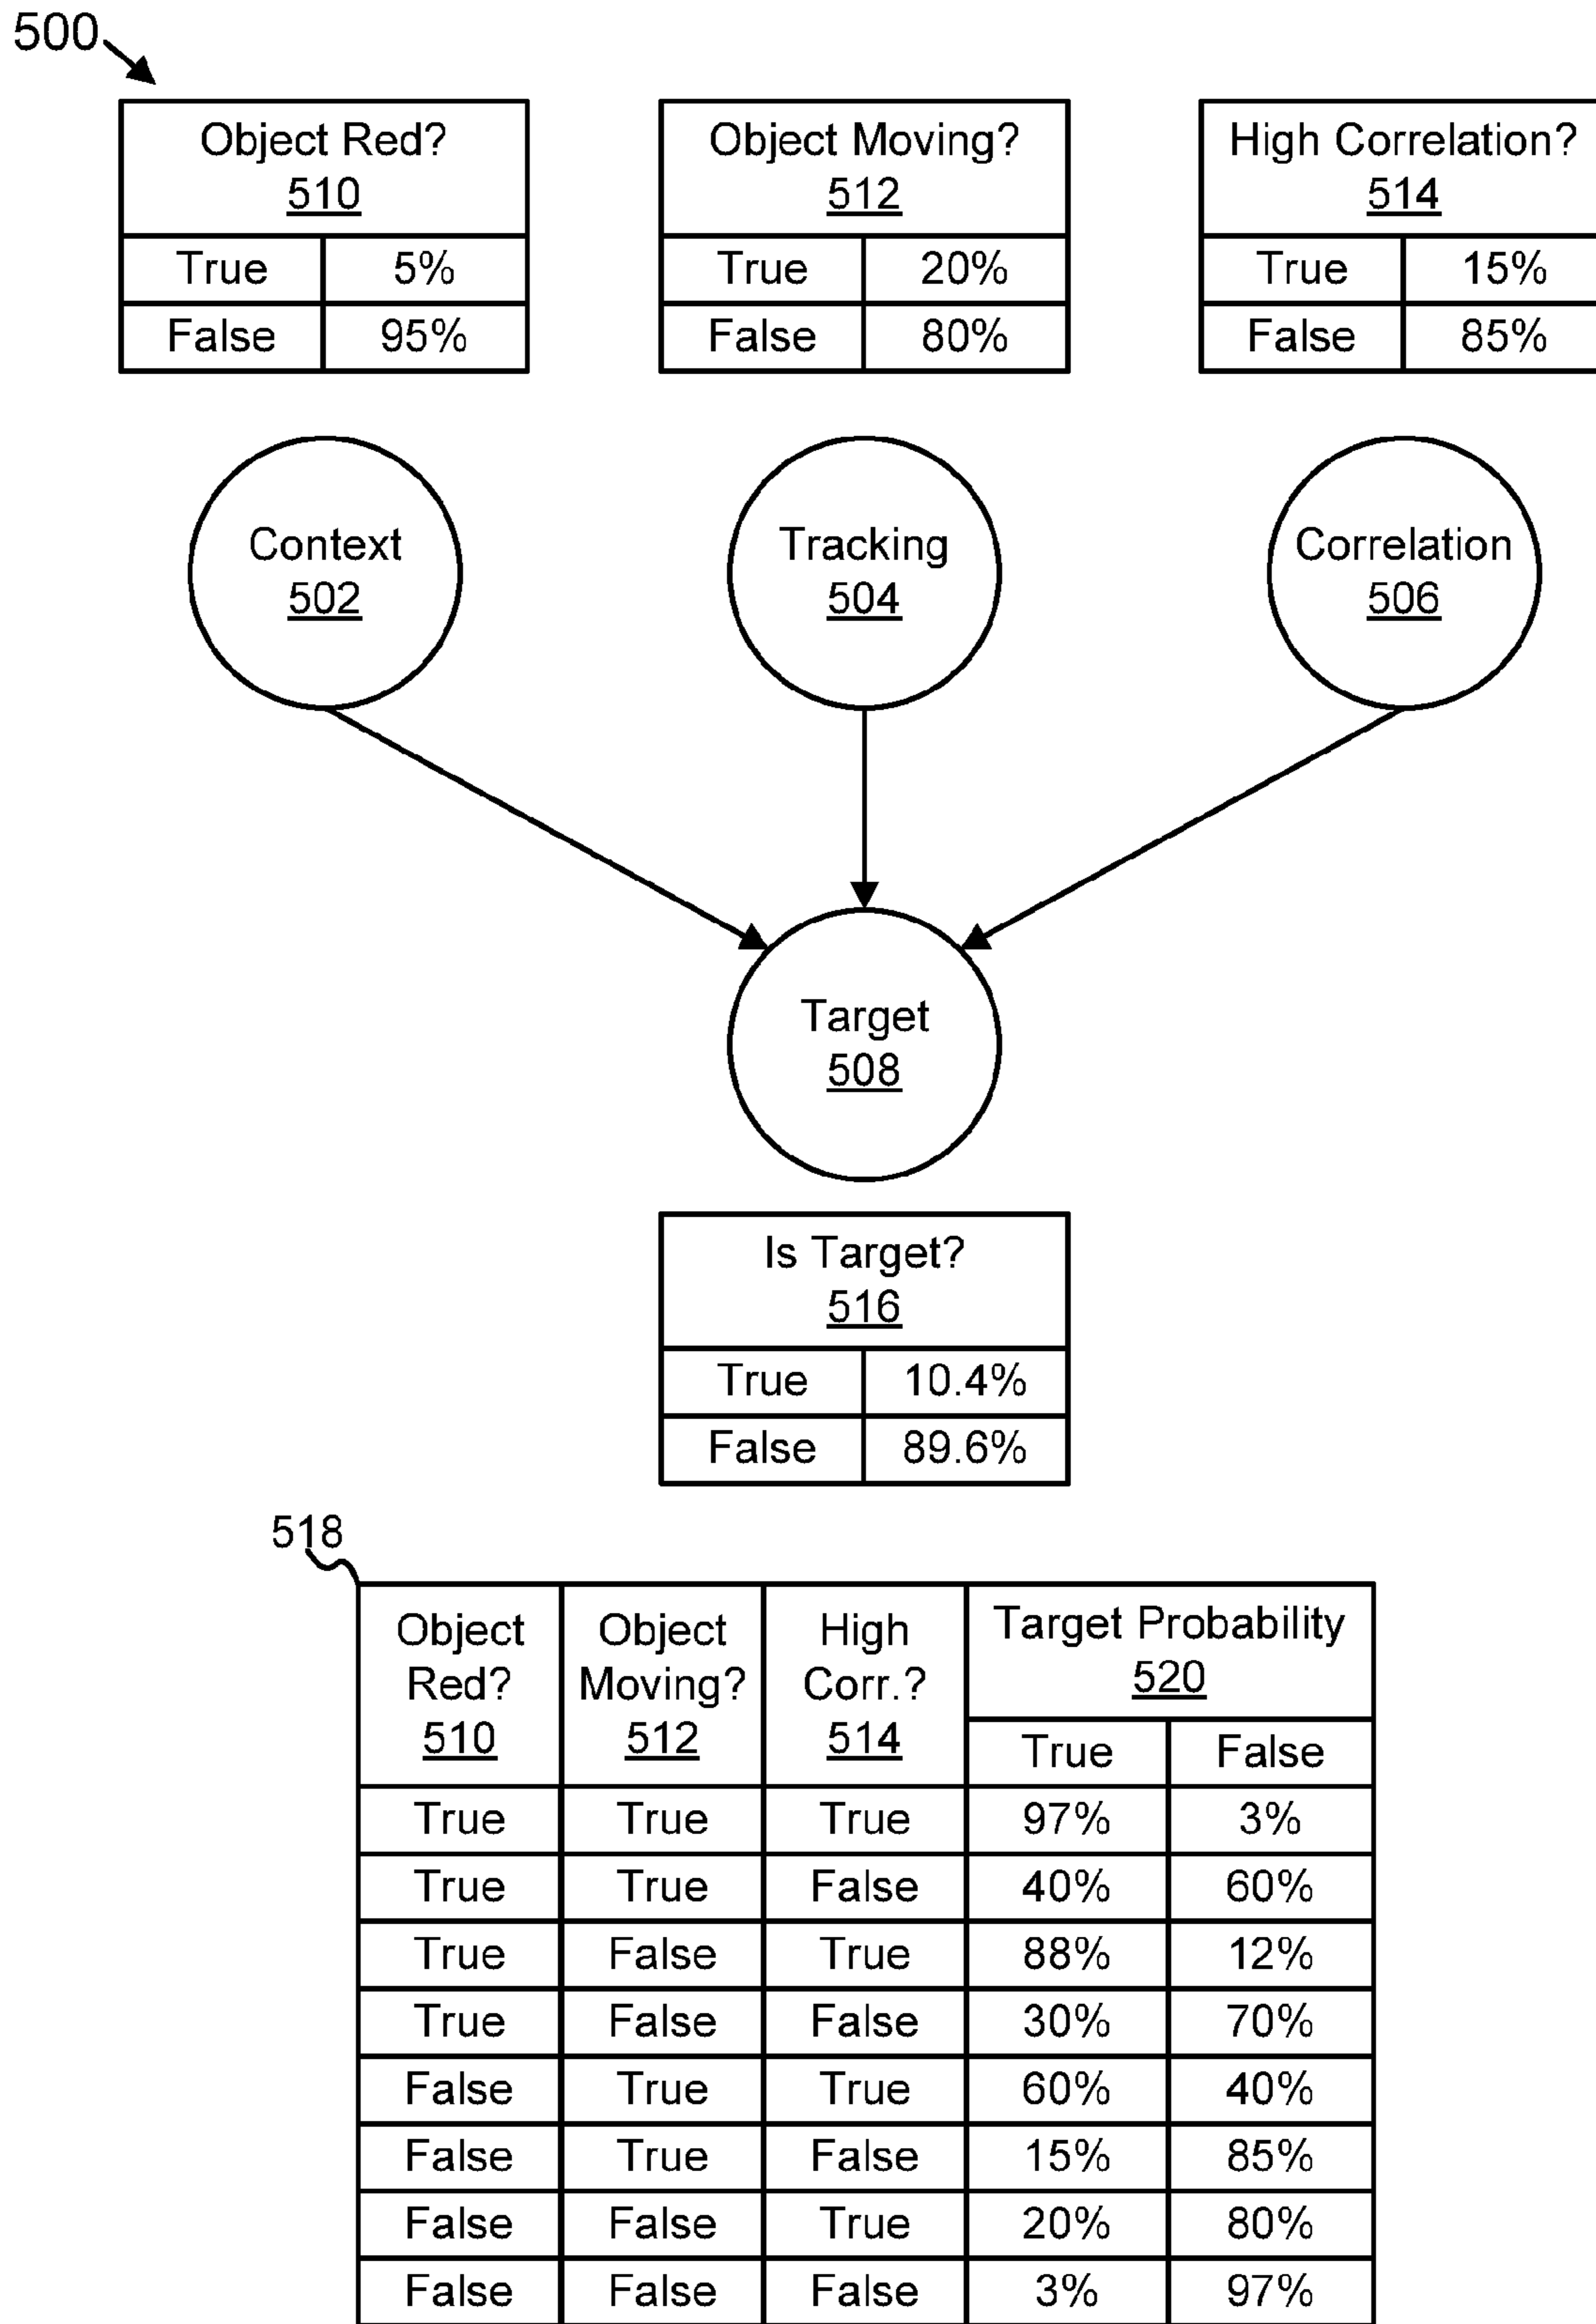 500
Object Red?
510
True 5%
False 95%
Object Moving?
512
True 20%
False 80%
High Correlation?
514
True 15%
False 85%
Context
502
Tracking
504
Correlation
506
Target
508
Is Target?
516
True 10.4%
False 89.6%
518
Object
Red?
510
Object
Moving?
512
High
Corr.?
514
Target Probability
520
True False
True True True 97% 3%
True True False 40% 60%
True False True 88% 12%
True False False 30% 70%
False True True 60% 40%
False True False 15% 85%
False False True 20% 80%
False False False 3% 97%